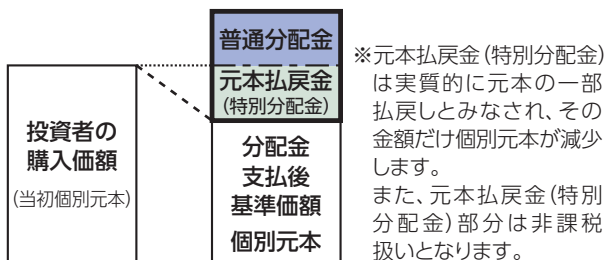 普通分配金
元本払戻金
(特別分配金)
投資者の
購入価額
(当初個別元本)
分配金
支払後
基準価額
個別元本
※元本払戻金(特別分配金)
は実質的に元本の一部
払戻しとみなされ、その
金額だけ個別元本が減少
します。
また、元本払戻金(特別
分配金)部分は非課税
扱いとなります。